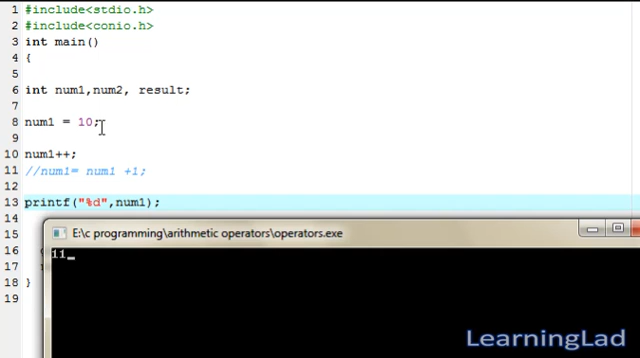 1 #include<stdio.h>
2 #include<conio.h>
3 int main()
4 {
5
6 int num1,num2, result;
7
8 num1 = 10;
9
10 num1++;
11 //num1= num1 +1;
12
13 printf("%d",num1);
14
15
16
17
18 }
19
E:\c programming\arithmetic operators\operators.exe
11_
LearningLad